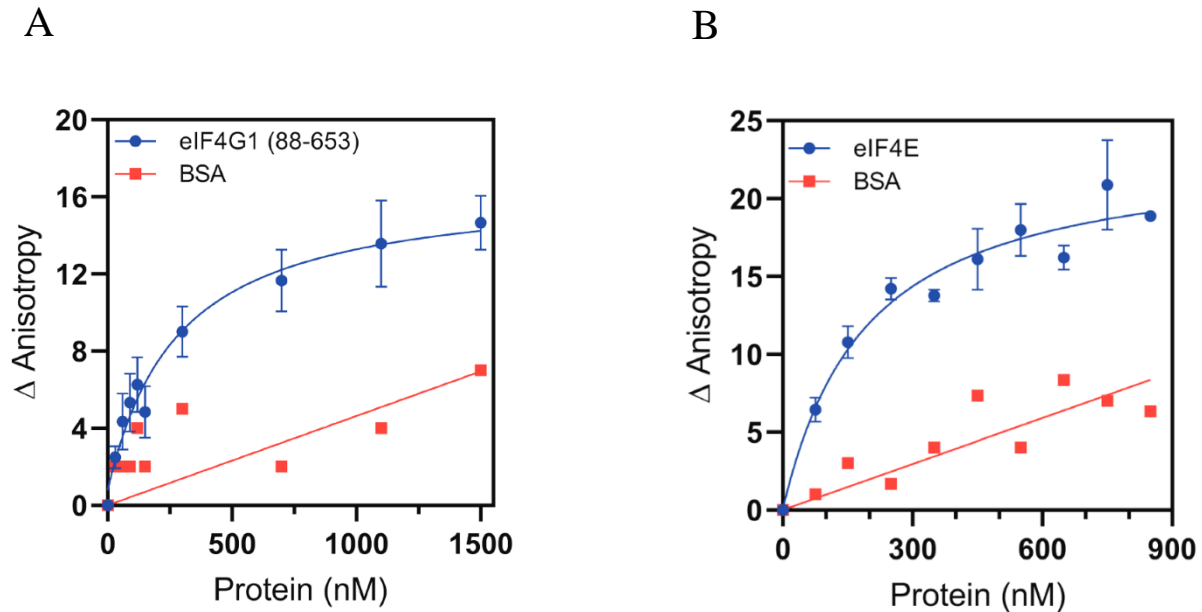 A
B
20
16
12
8
4
0
0
500
1000
1500
Δ Anisotropy
Protein (nM)
eIF4G1 (88-653)
BSA
25
20
15
10
5
0
0
300
600
900
Δ Anisotropy
Protein (nM)
eIF4E
BSA